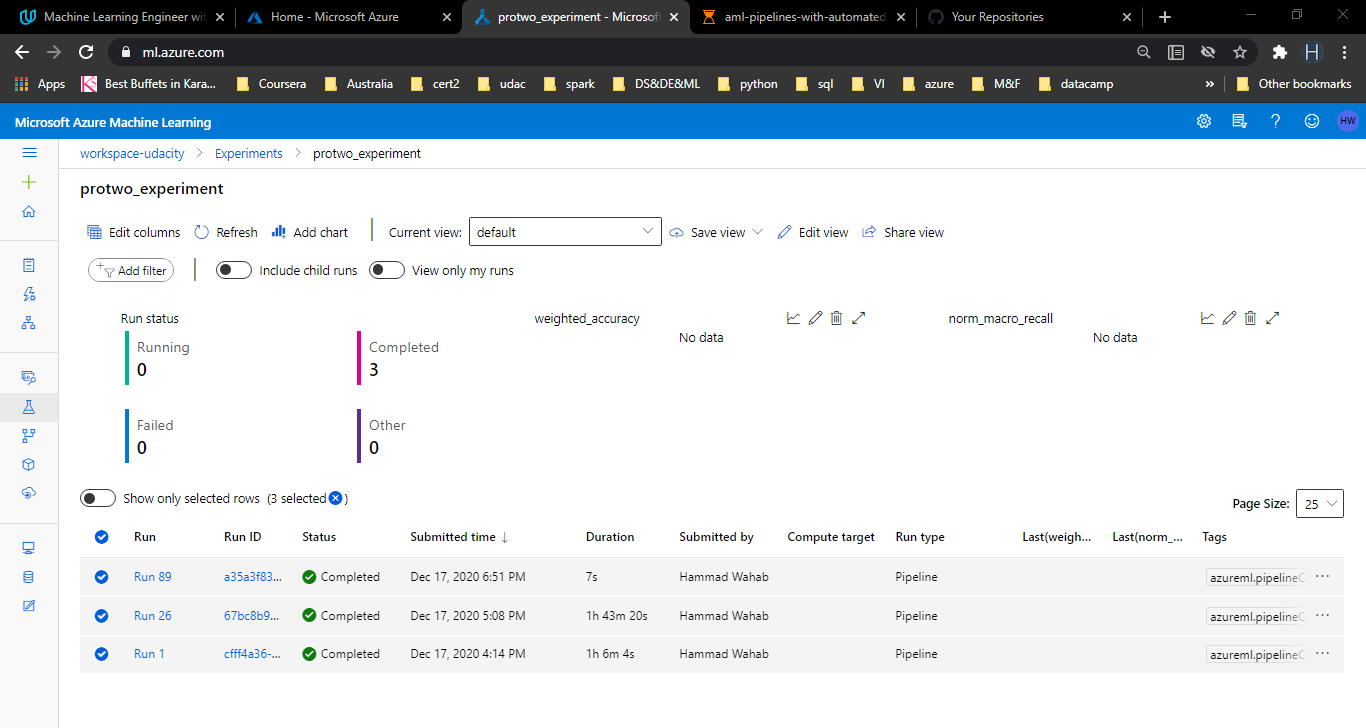 Machine Learning Engineer wit
Home - Microsoft Azure
protwo_experiment - Microsof
aml-pipelines-with-automated
Your Repositories
ml.azure.com
H
Apps
Best Buffets in Kara...
Coursera
Australia
cert2
udac
spark
DS&DE&ML
python
sql
VI
azure
M&F
datacamp
»
Other bookmarks
Microsoft Azure Machine Learning
HW
workspace-udacity > Experiments > protwo_experiment
protwo_experiment
Edit columns Refresh Add chart Current view: default Save view Edit view Share view
Add filter Include child runs View only my runs
Run status weighted_accuracy norm_macro_recall
No data No data
Running Completed
0 3
Failed Other
0 0
Show only selected rows (3 selected )
Page Size: 25
Run Run ID Status Submitted time ↓ Duration Submitted by Compute target Run type Last(weigh... Last(norm_... Tags
Run 89 a35a3f83... Completed Dec 17, 2020 6:51 PM 7s Hammad Wahab Pipeline azureml.pipelineC ...
Run 26 67bc8b9... Completed Dec 17, 2020 5:08 PM 1h 43m 20s Hammad Wahab Pipeline azureml.pipelineC ...
Run 1 cfff4a36-... Completed Dec 17, 2020 4:14 PM 1h 6m 4s Hammad Wahab Pipeline azureml.pipelineC ...